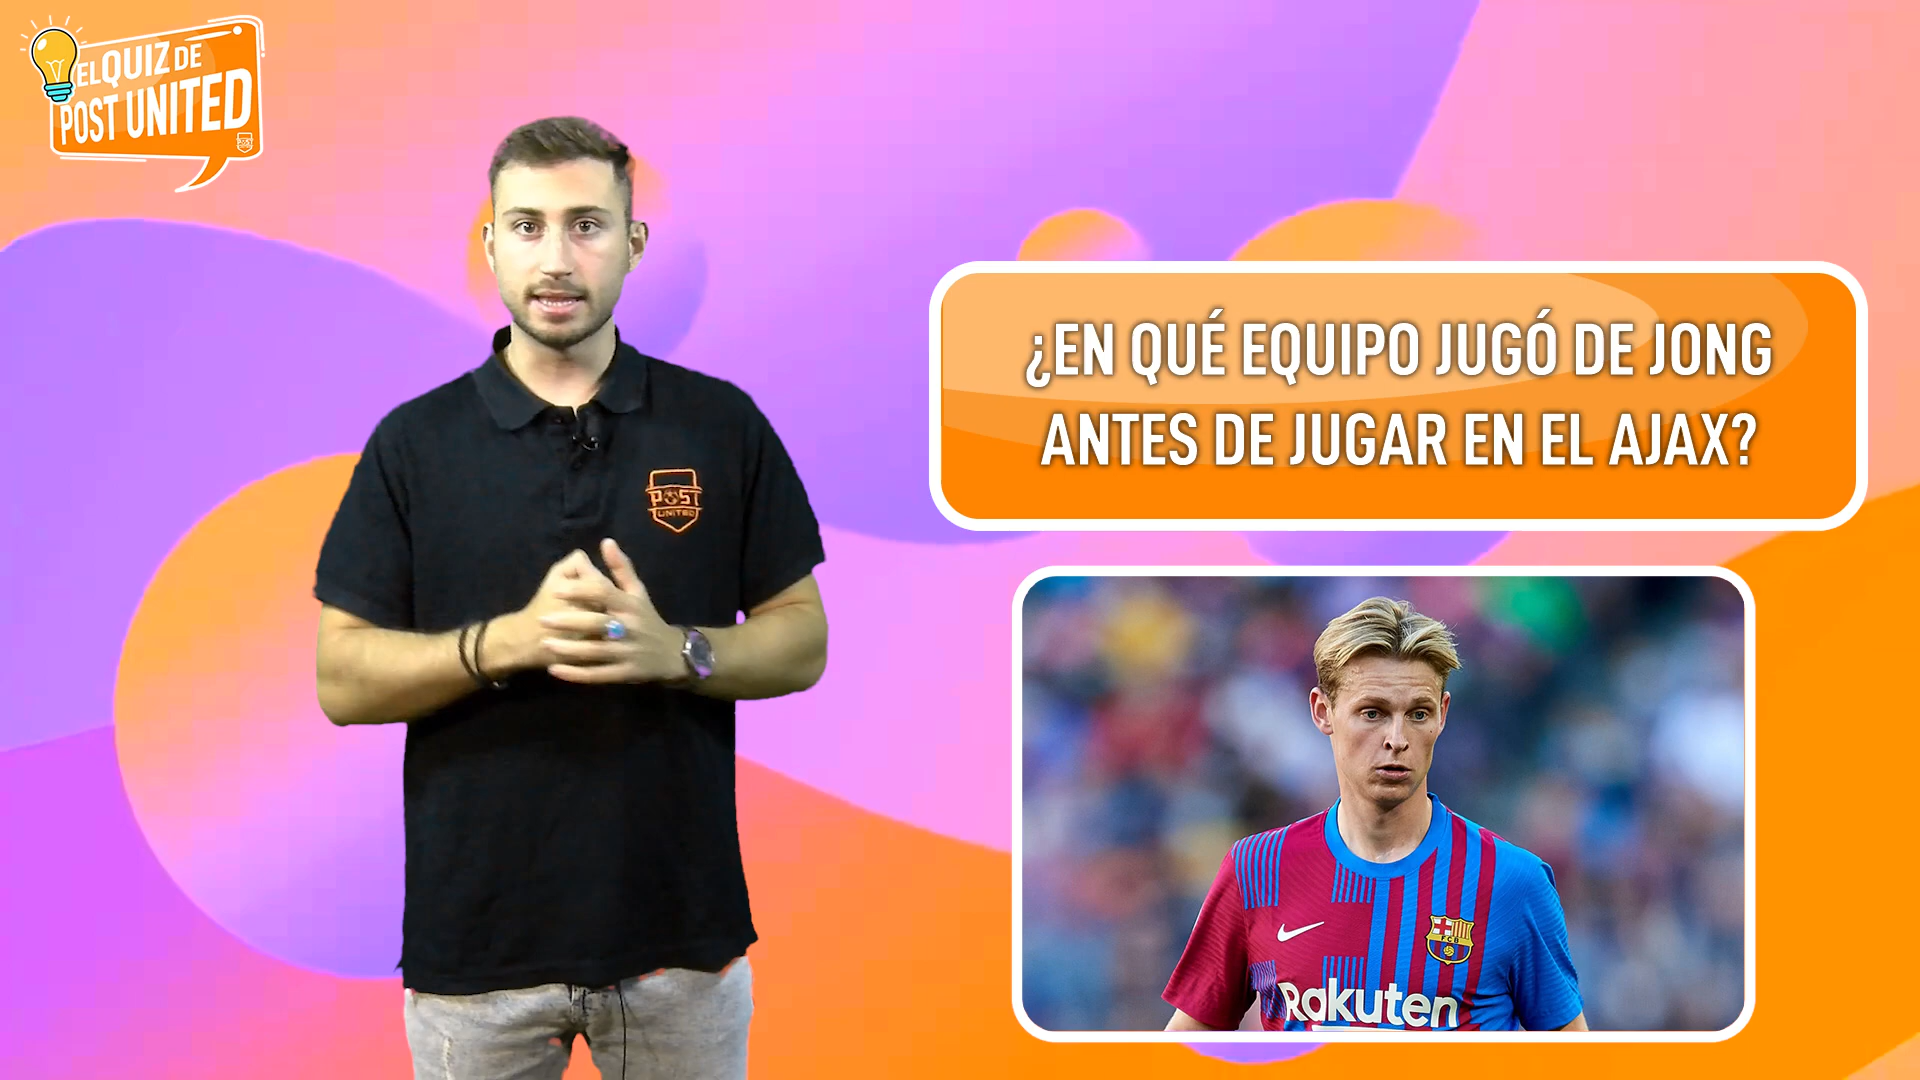 EL QUIZ DE
POST UNITED
¿EN QUÉ EQUIPO JUGÓ DE JONG
ANTES DE JUGAR EN EL AJAX?
POST
UNITED
FCB
Rakuten